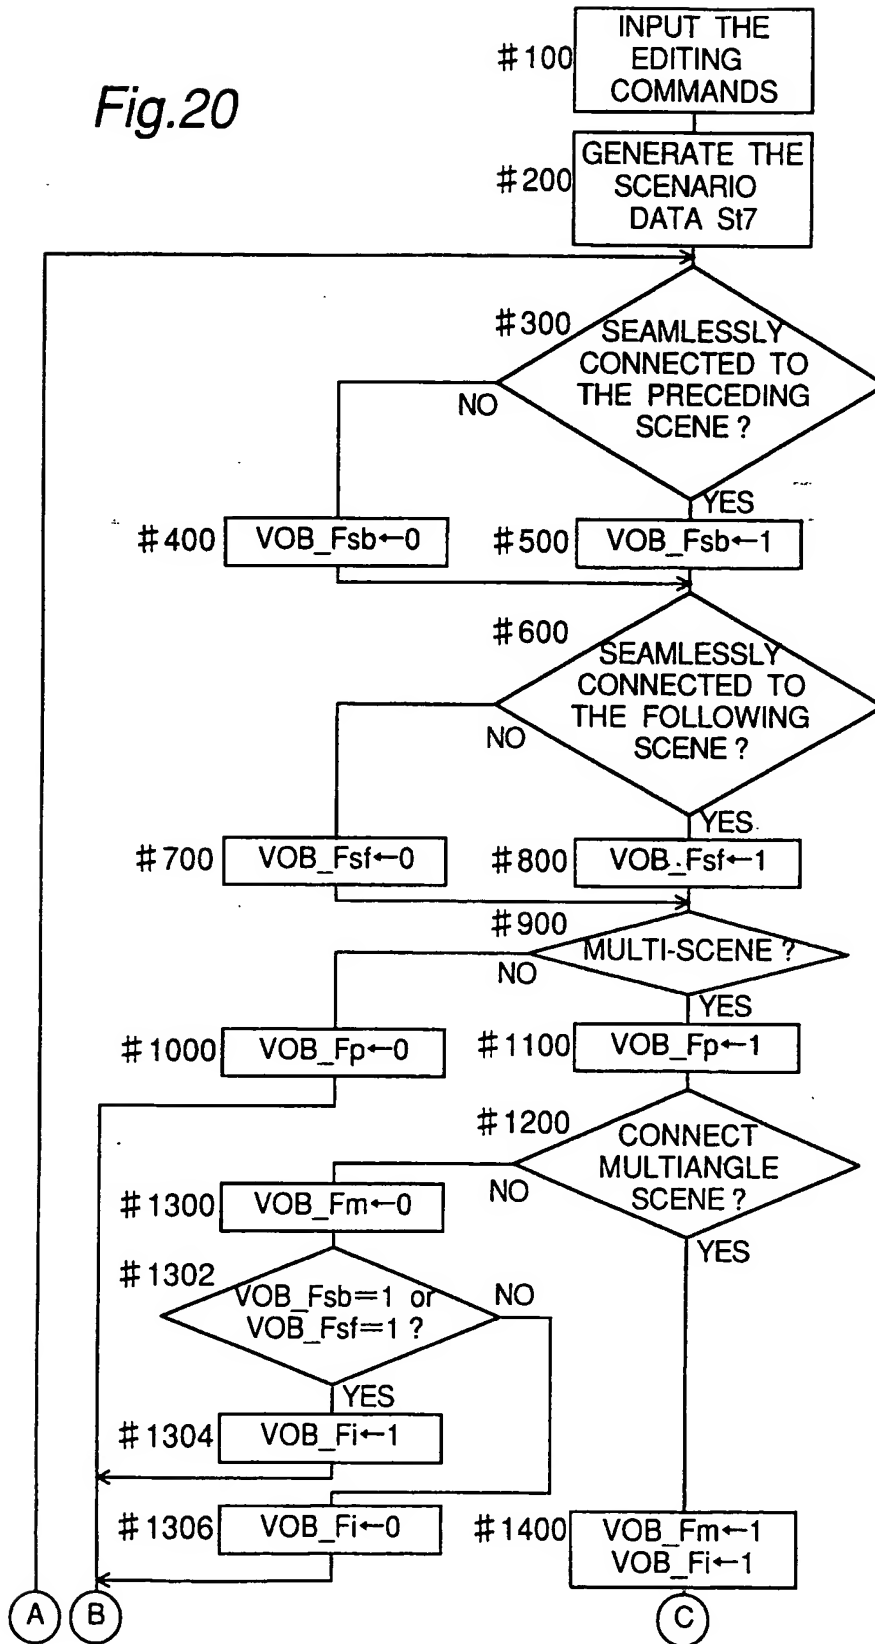 Fig.20
#100
INPUT THE
EDITING
COMMANDS
#200
GENERATE THE
SCENARIO
DATA St7
#300
SEAMLESSLY
CONNECTED TO
THE PRECEDING
SCENE?
NO
YES
#400
VOB_Fsb←0
#500
VOB_Fsb←1
#600
SEAMLESSLY
CONNECTED TO
THE FOLLOWING
SCENE?
NO
YES
#700
VOB_Fsf←0
#800
VOB_Fsf←1
#900
MULTI-SCENE?
NO
YES
#1000
VOB_Fp←0
#1100
VOB_Fp←1
#1200
CONNECT
MULTIANGLE
SCENE?
NO
YES
#1300
VOB_Fm←0
#1302
VOB_Fsb=1 or
VOB_Fsf=1?
NO
YES
#1304
VOB_Fi←1
#1306
VOB_Fi←0
#1400
VOB_Fm←1
VOB_Fi←1
A
B
C